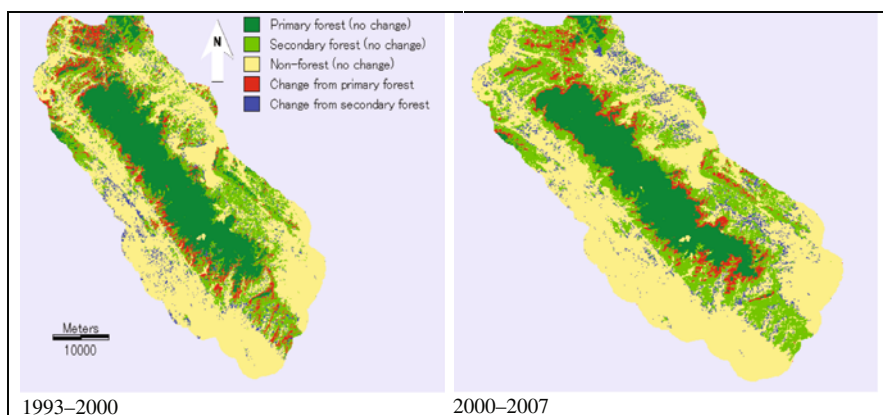 N
Primary forest (no change)
Secondary forest (no change)
Non-forest (no change)
Change from primary forest
Change from secondary forest
Meters
10000
1993–2000
2000–2007